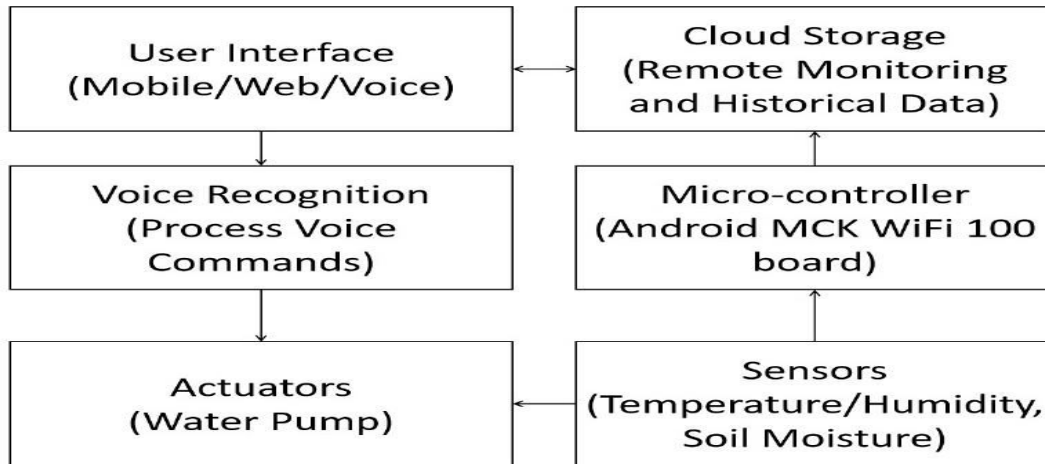 User Interface
(Mobile/Web/Voice)
Cloud Storage
(Remote Monitoring
and Historical Data)
Voice Recognition
(Process Voice
Commands)
Micro-controller
(Android MCK WiFi 100
board)
Actuators
(Water Pump)
Sensors
(Temperature/Humidity,
Soil Moisture)